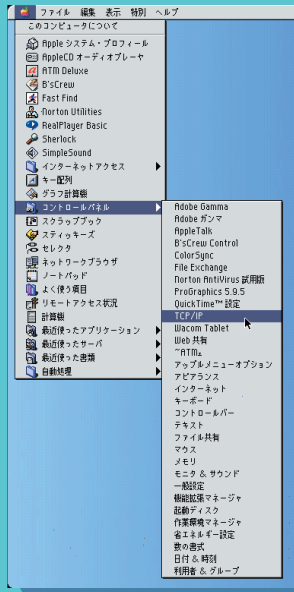 ファイル 編集 表示 特別 ヘルプ
このコンピュータについて
Apple システム・プロフィール
AppleCD オーディオプレーヤ
ATM Deluxe
B'sCrew
Fast Find
Norton Utilities
RealPlayer Basic
Sherlock
SimpleSound
インターネットアクセス
キー配列
グラフ計算機
コントロールパネル
スクラップブック
スティッキーズ
セレクタ
ネットワークブラウザ
ノートパッド
よく使う項目
リモートアクセス状況
計算機
最近使ったアプリケーション
最近使ったサーバ
最近使った書類
自動処理
Adobe Gamma
Adobe ガンマ
AppleTalk
B'sCrew Control
ColorSync
File Exchange
Norton AntiVirus 試用版
ProGraphics 5.9.5
QuickTime™ 設定
TCP/IP
Wacom Tablet
Web 共有
~ATM™
アップルメニューオプション
アピアランス
インターネット
キーボード
コントロールバー
テキスト
ファイル共有
マウス
メモリ
モニタ & サウンド
一般設定
機能拡張マネージャ
起動ディスク
作業環境マネージャ
省エネルギー設定
数の書式
日付 & 時刻
利用者 & グループ